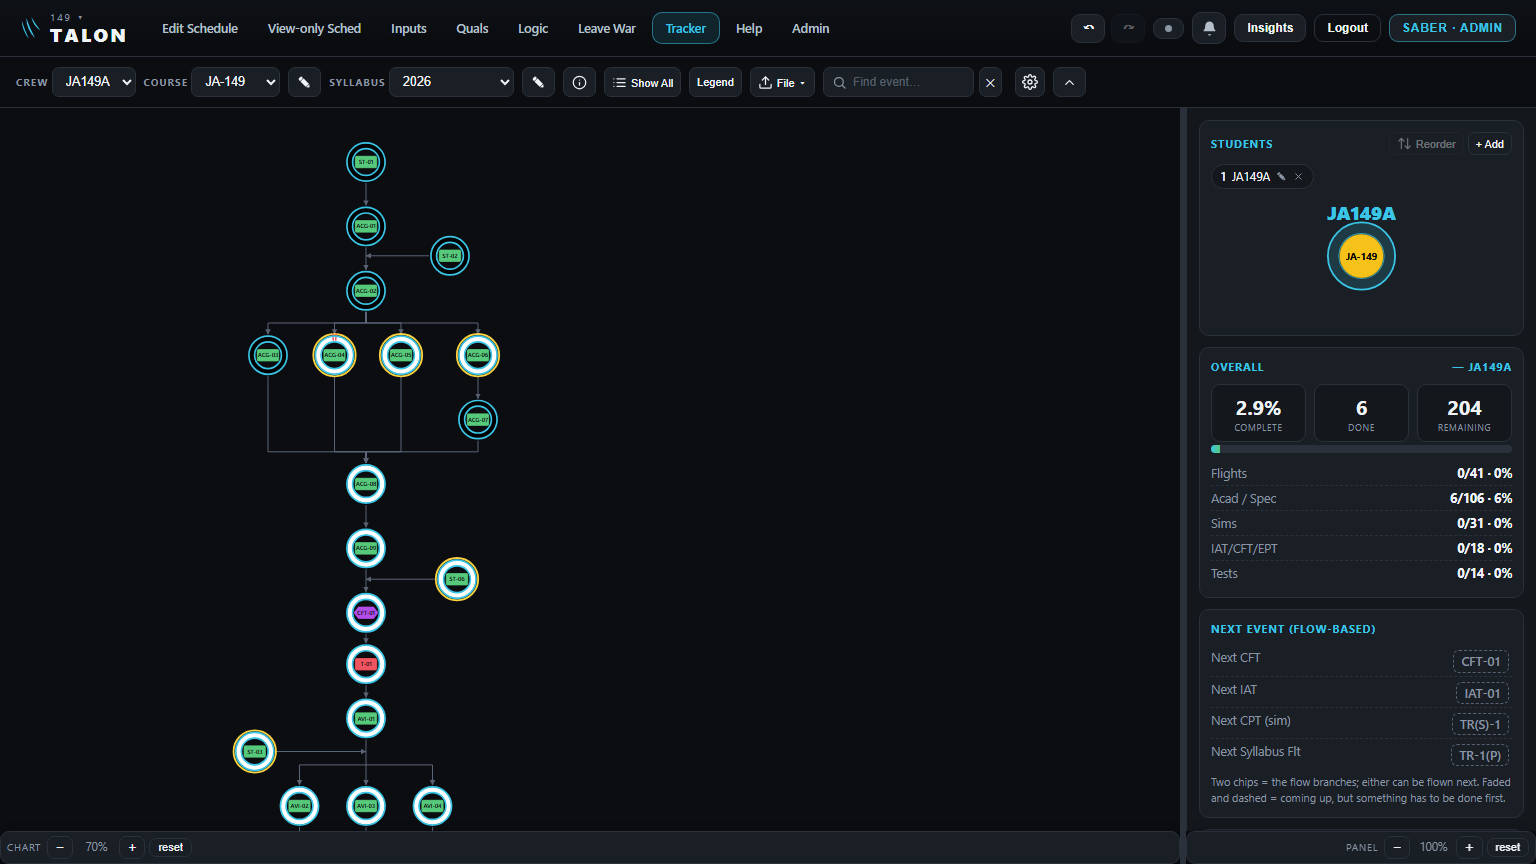 149
TALON
Edit Schedule
View-only Sched
Inputs
Quals
Logic
Leave War
Tracker
Help
Admin
Insights
Logout
SABER · ADMIN
CREW JA149A
COURSE JA-149
SYLLABUS 2026
Show All
Legend
File
Find event…
ST-01
ACG-01
ST-02
ACG-02
ACG-03
ACG-04
ACG-05
ACG-06
ACG-07
ACG-08
ACG-09
ST-06
CFT-01
T-01
AVI-01
ST-03
AVI-02
AVI-03
AVI-04
CHART − 70% + reset
STUDENTS
Reorder
+ Add
1 JA149A
JA149A
JA-149
OVERALL
— JA149A
2.9%
COMPLETE
6
DONE
204
REMAINING
Flights 0/41 · 0%
Acad / Spec 6/106 · 6%
Sims 0/31 · 0%
IAT/CFT/EPT 0/18 · 0%
Tests 0/14 · 0%
NEXT EVENT (FLOW-BASED)
Next CFT CFT-01
Next IAT IAT-01
Next CPT (sim) TR(S)-1
Next Syllabus Flt TR-1(P)
Two chips = the flow branches; either can be flown next. Faded
and dashed = coming up, but something has to be done first.
PANEL − 100% + reset